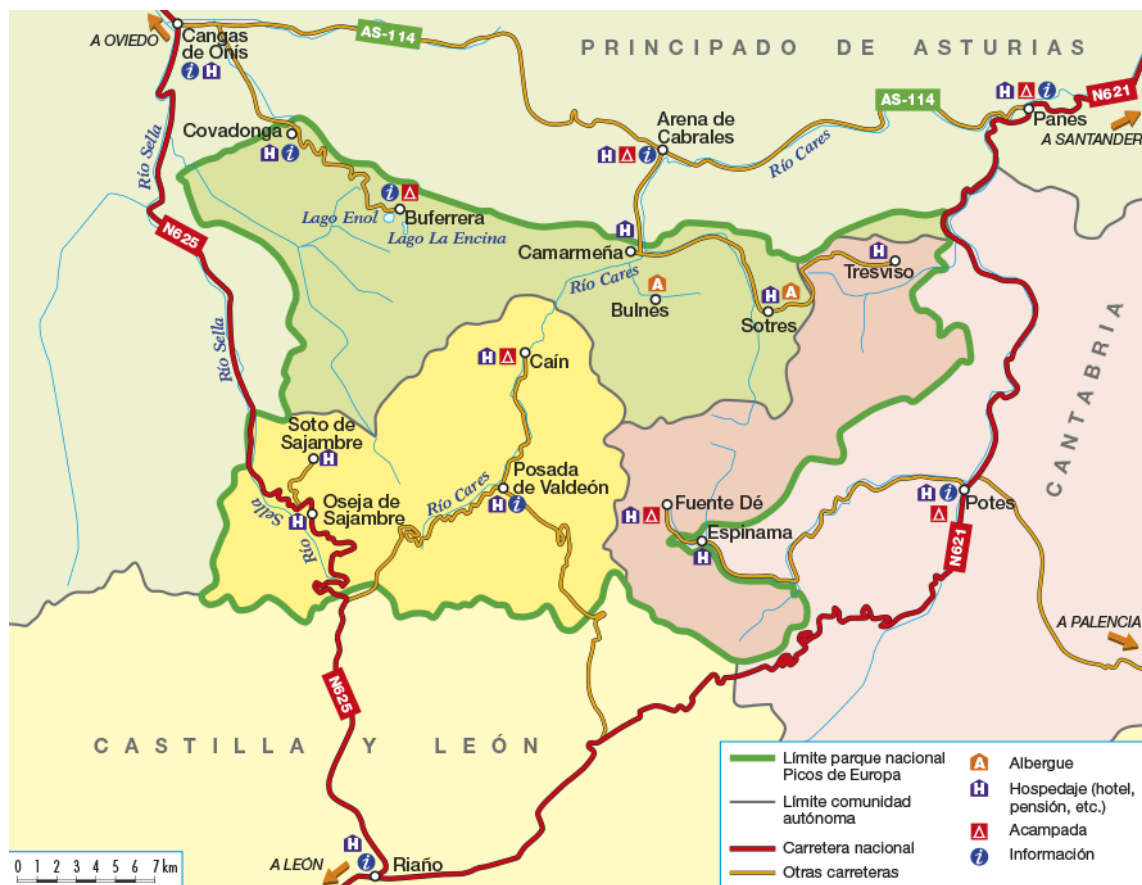 A OVIEDO
Cangas
de Onís
AS-114
PRINCIPADO DE ASTURIAS
N621
AS-114
Panes
A SANTANDER
Covadonga
Arena de
Cabrales
Río Cares
Río Sella
Buferrera
Lago Enol
Lago La Encina
N625
Camarmeña
Tresviso
Río Cares
Bulnes
Sotres
Río Sella
Caín
CANTABRIA
Soto de
Sajambre
Posada
de Valdeón
Río Cares
Oseja de
Sajambre
Río Sella
Fuente Dé
Espinama
Potes
N621
A PALENCIA
N625
CASTILLA Y LEÓN
Riaño
A LEÓN
0 1 2 3 4 5 6 7 km
Límite parque nacional
Picos de Europa
Límite comunidad
autónoma
Carretera nacional
Otras carreteras
A Albergue
H Hospedaje (hotel,
pensión, etc.)
Acampada
i Información